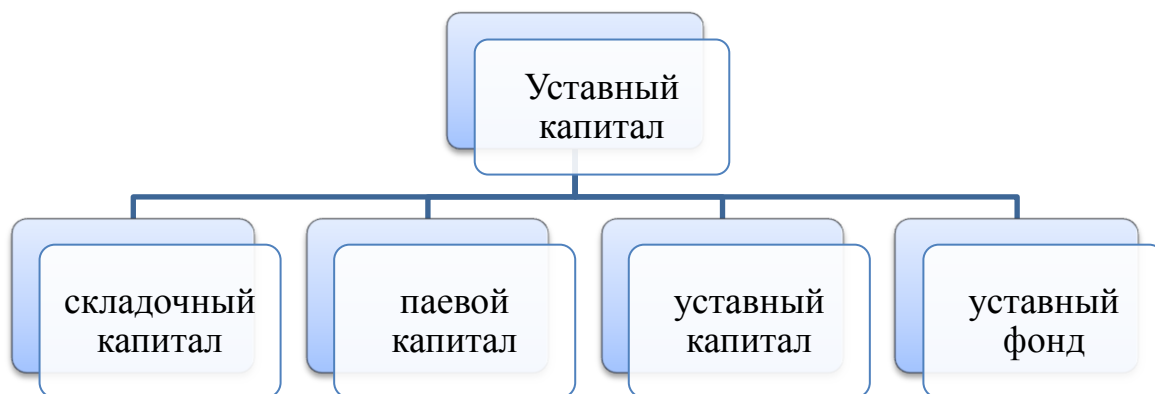 Уставный
капитал
складочный
капитал
паевой
капитал
уставный
капитал
уставный
фонд